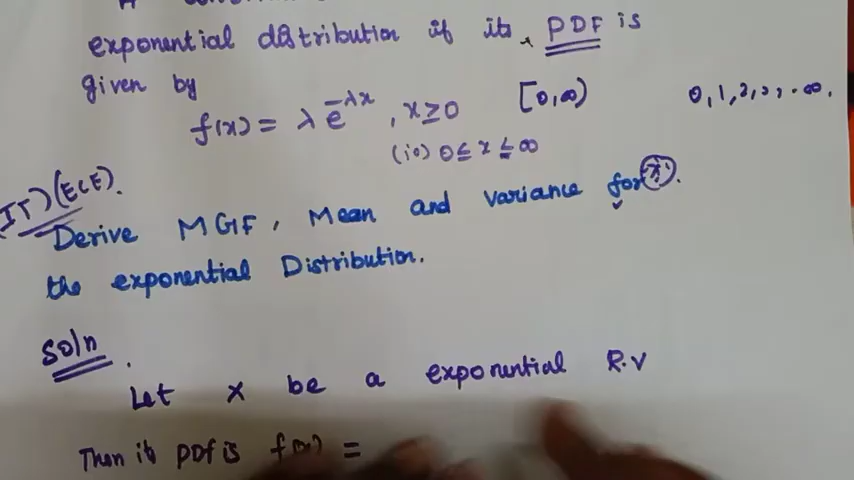 exponential distribution if its PDF is
given by
f(x) = λ e^-λx , x ≥ 0 [0,∞) 0, 1, 2, 3, . . ∞,
(ie) 0 ≤ x ≤ ∞
(IT) (ECE).
Derive MGF, Mean and variance for 'x'.
the exponential Distribution.
Soln
Let x be a exponential R.V
Then its pdf is f(x) =